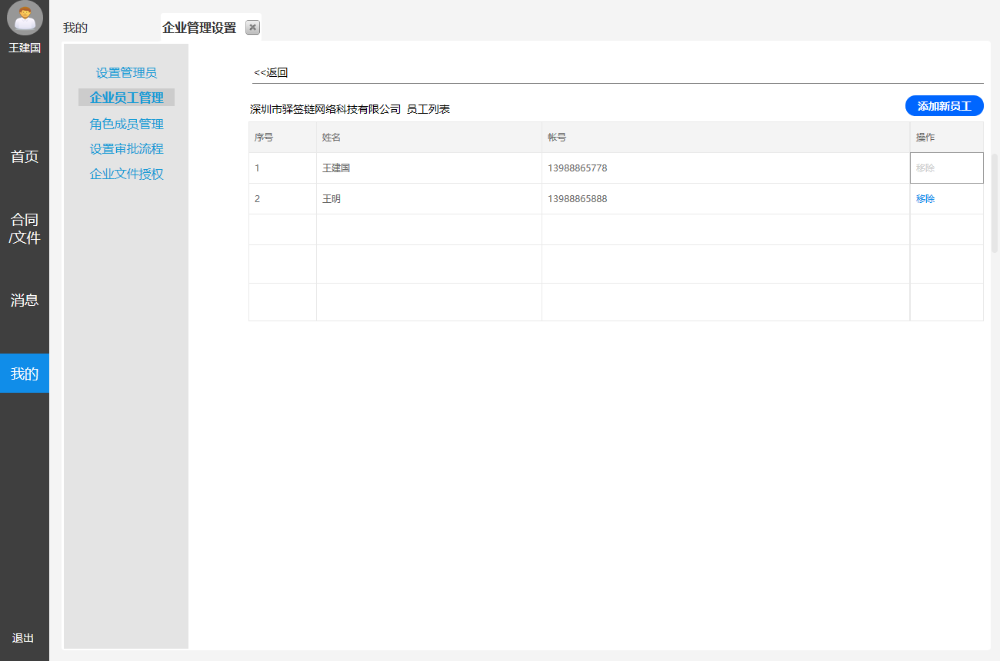 王建国
首页
合同
/文件
消息
我的
退出
我的
企业管理设置
设置管理员
企业员工管理
角色成员管理
设置审批流程
企业文件授权
<<返回
深圳市驿签链网络科技有限公司 员工列表
添加新员工
序号 姓名 帐号 操作
1 王建国 13988865778 移除
2 王明 13988865888 移除